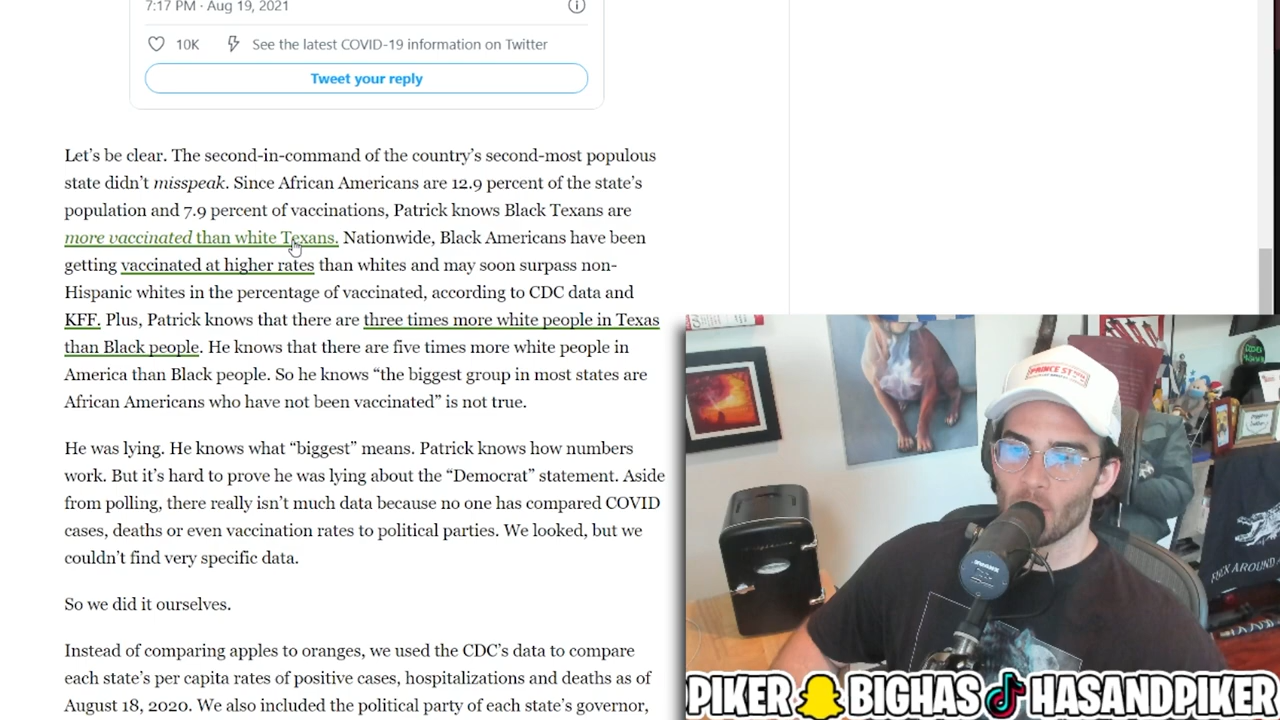 7:17 PM · Aug 19, 2021
10K
See the latest COVID-19 information on Twitter
Tweet your reply
Let’s be clear. The second-in-command of the country’s second-most populous
state didn’t misspeak. Since African Americans are 12.9 percent of the state’s
population and 7.9 percent of vaccinations, Patrick knows Black Texans are
more vaccinated than white Texans. Nationwide, Black Americans have been
getting vaccinated at higher rates than whites and may soon surpass non-
Hispanic whites in the percentage of vaccinated, according to CDC data and
KFF. Plus, Patrick knows that there are three times more white people in Texas
than Black people. He knows that there are five times more white people in
America than Black people. So he knows “the biggest group in most states are
African Americans who have not been vaccinated” is not true.
He was lying. He knows what “biggest” means. Patrick knows how numbers
work. But it’s hard to prove he was lying about the “Democrat” statement. Aside
from polling, there really isn’t much data because no one has compared COVID
cases, deaths or even vaccination rates to political parties. We looked, but we
couldn’t find very specific data.
So we did it ourselves.
Instead of comparing apples to oranges, we used the CDC’s data to compare
each state’s per capita rates of positive cases, hospitalizations and deaths as of
August 18, 2020. We also included the political party of each state’s governor,
PRINCE ST
AROUND
PIKER BIGHAS HASANDPIKER